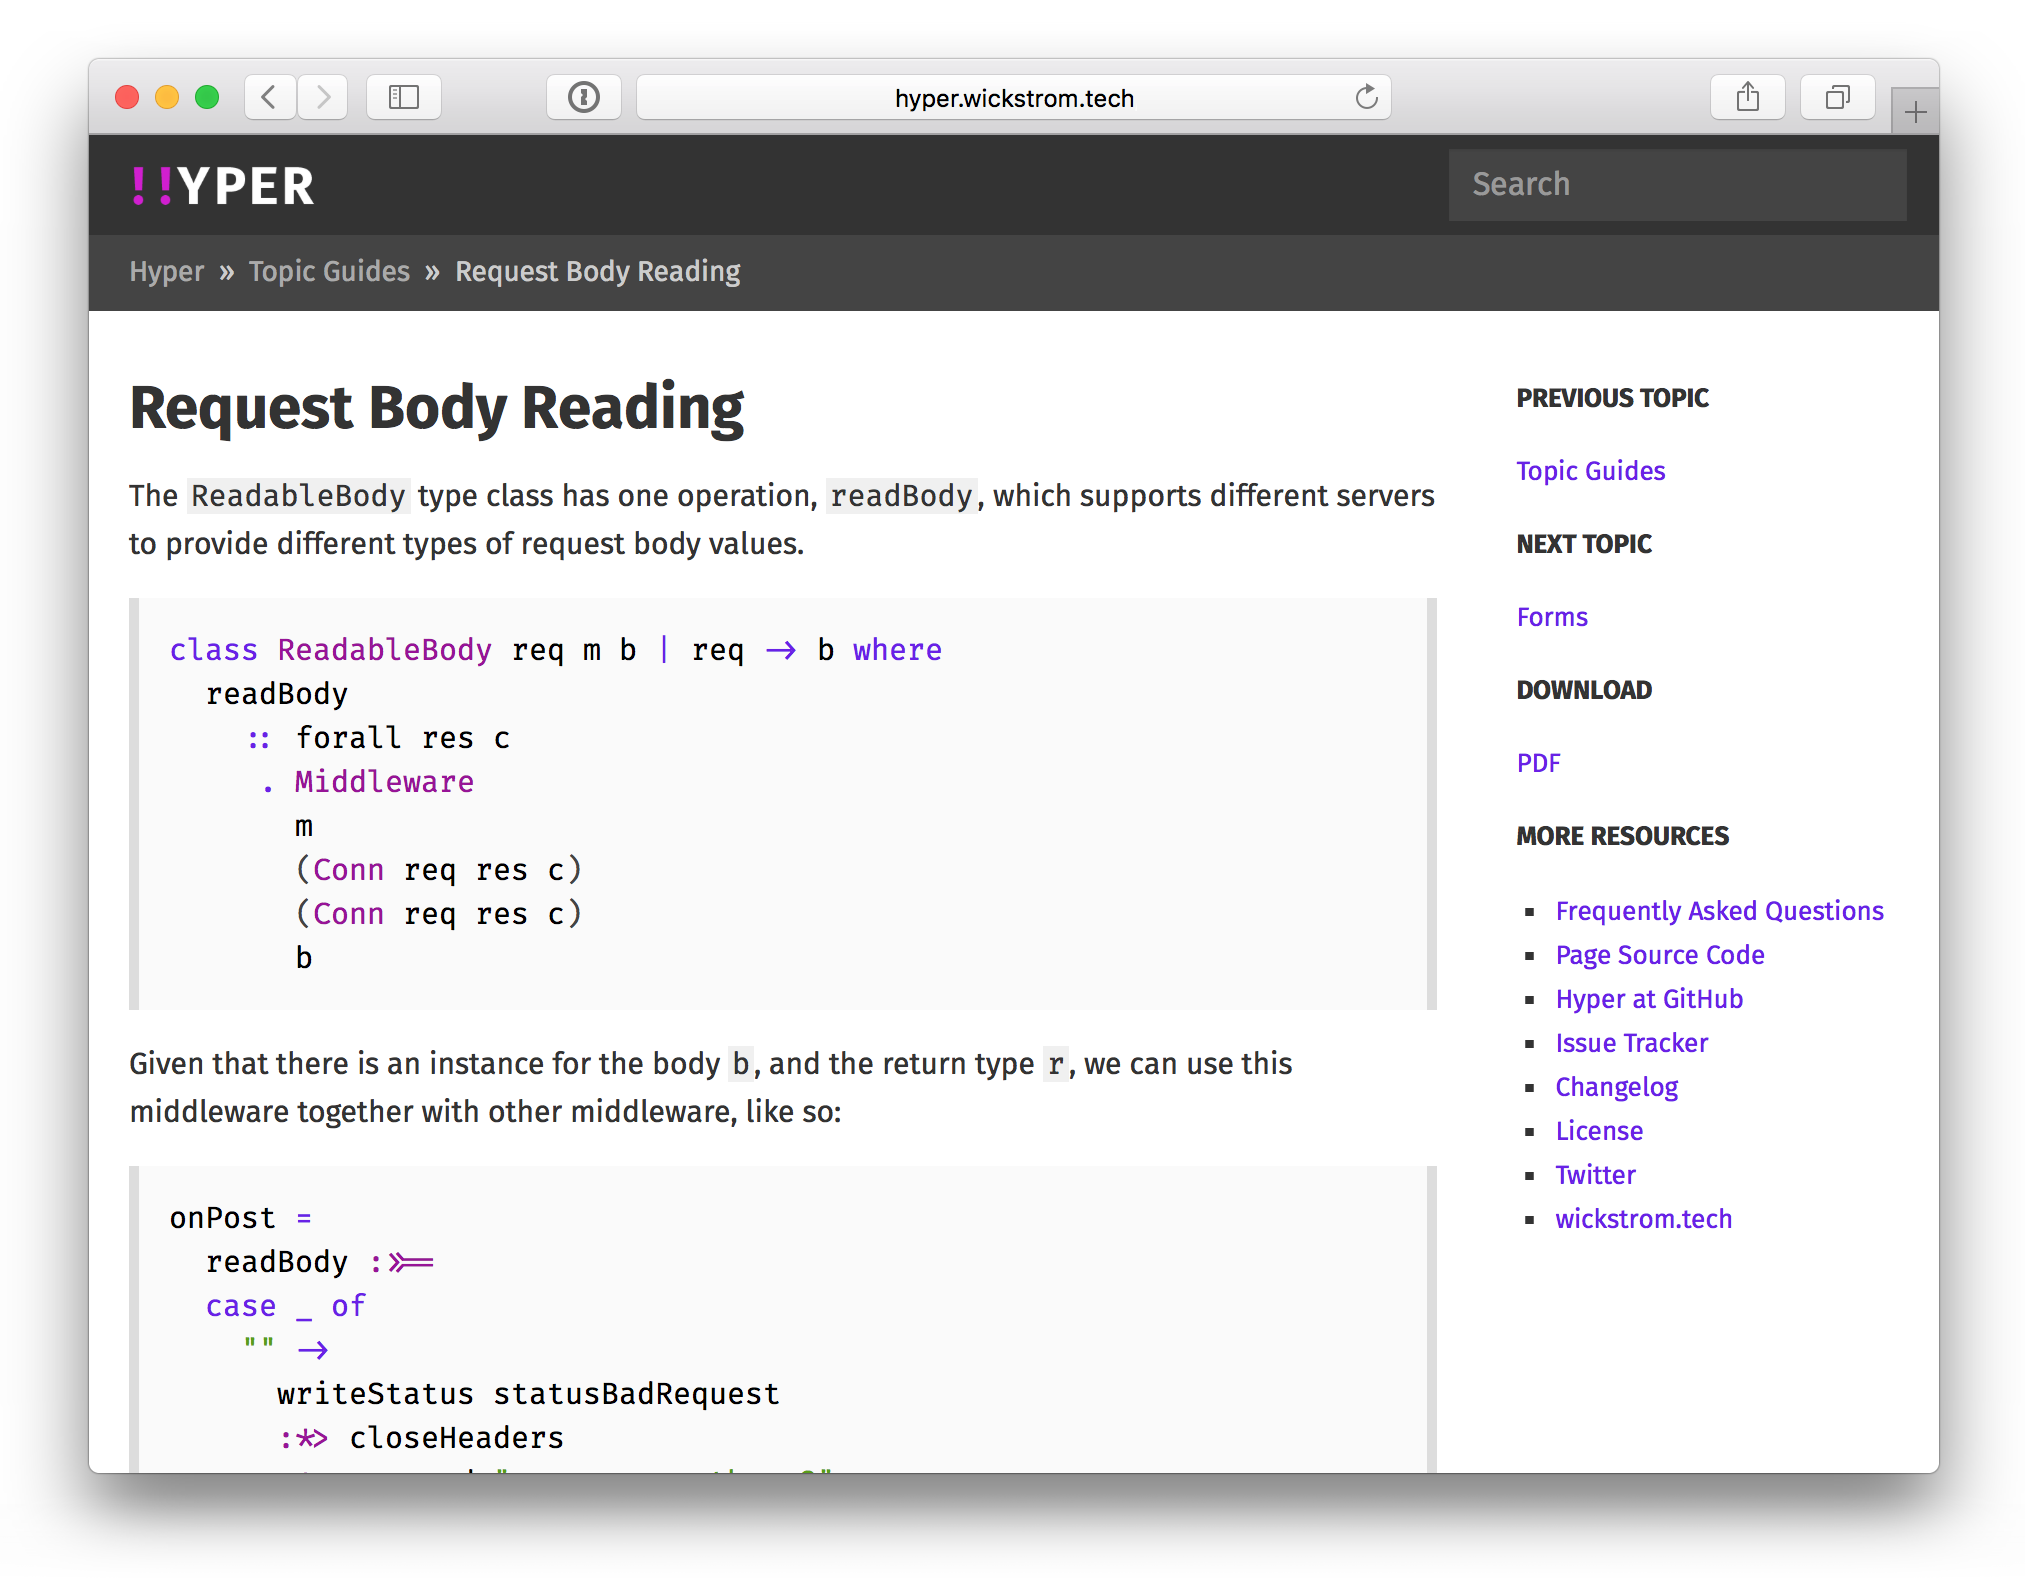 hyper.wickstrom.tech
!!YPER
Search
Hyper » Topic Guides » Request Body Reading
Request Body Reading
The ReadableBody type class has one operation, readBody, which supports different servers
to provide different types of request body values.
class ReadableBody req m b | req -> b where
readBody
:: forall res c
. Middleware
m
(Conn req res c)
(Conn req res c)
b
Given that there is an instance for the body b, and the return type r, we can use this
middleware together with other middleware, like so:
onPost =
readBody :>>=
case _ of
"" ->
writeStatus statusBadRequest
:*> closeHeaders
PREVIOUS TOPIC
Topic Guides
NEXT TOPIC
Forms
DOWNLOAD
PDF
MORE RESOURCES
▪ Frequently Asked Questions
▪ Page Source Code
▪ Hyper at GitHub
▪ Issue Tracker
▪ Changelog
▪ License
▪ Twitter
▪ wickstrom.tech